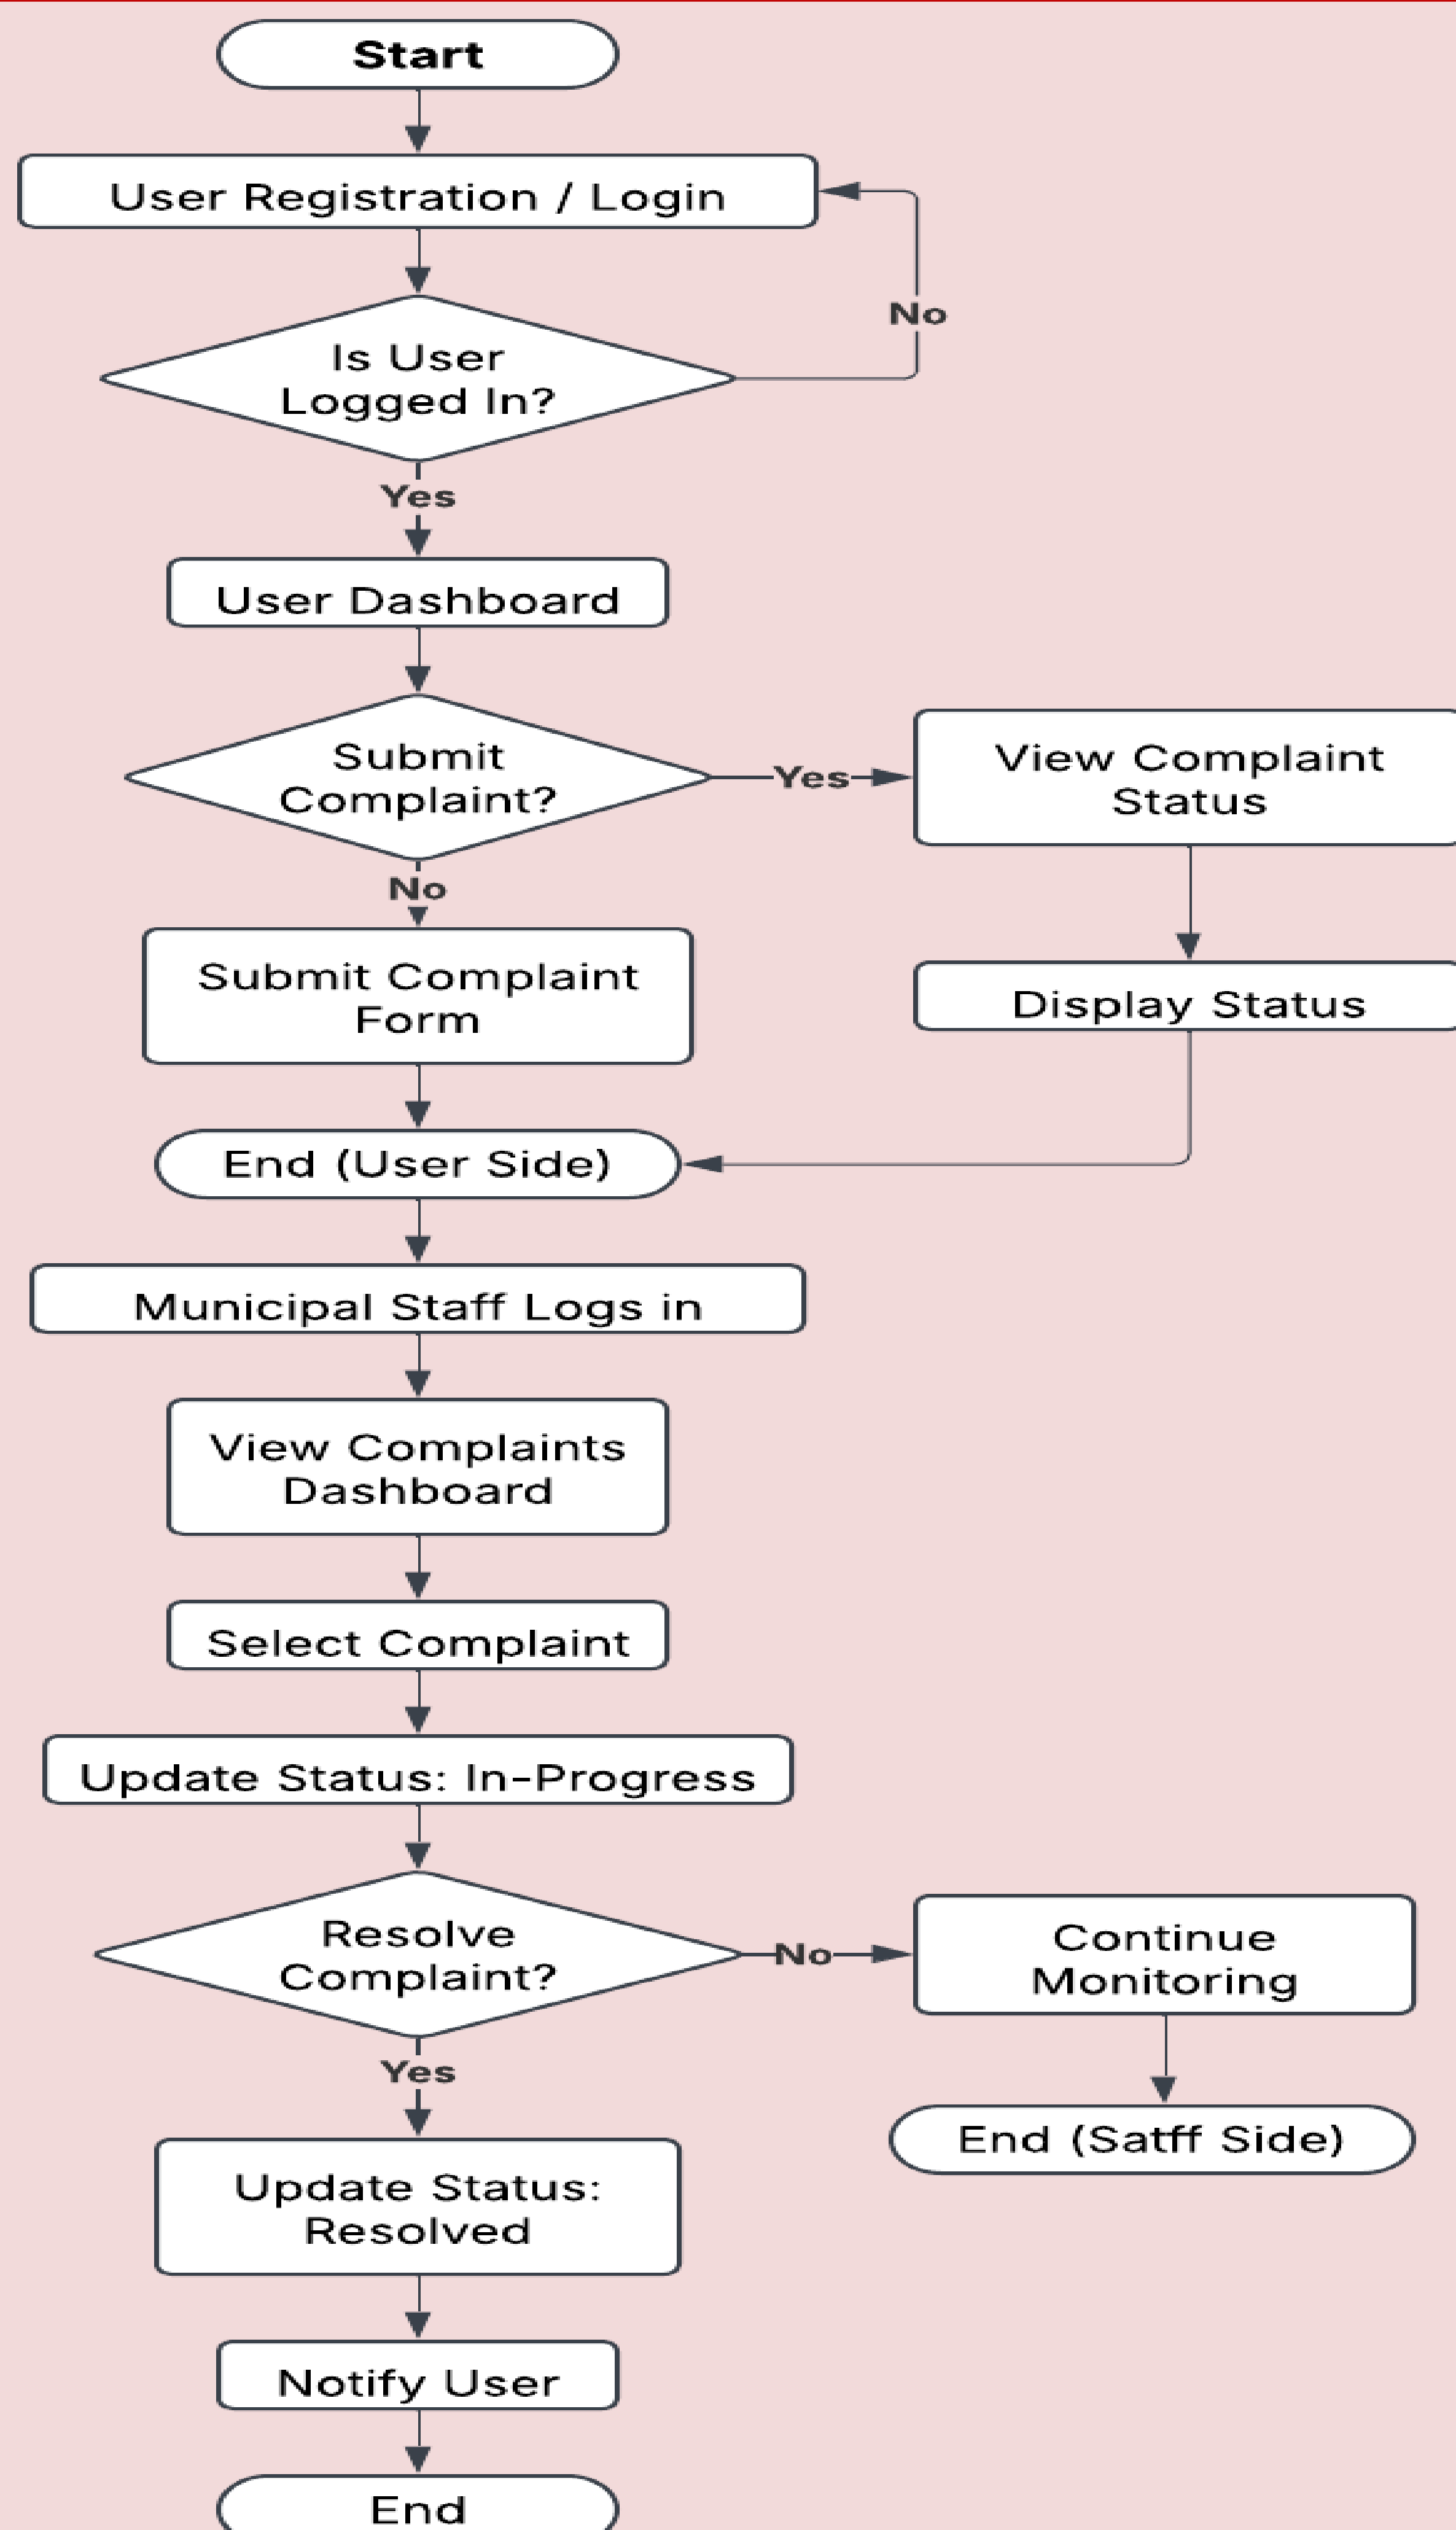 Start
User Registration / Login
No
Is User
Logged In?
Yes
User Dashboard
Submit
Complaint?
Yes
View Complaint
Status
No
Submit Complaint
Form
Display Status
End (User Side)
Municipal Staff Logs in
View Complaints
Dashboard
Select Complaint
Update Status: In-Progress
Resolve
Complaint?
No
Continue
Monitoring
Yes
End (Satff Side)
Update Status:
Resolved
Notify User
End